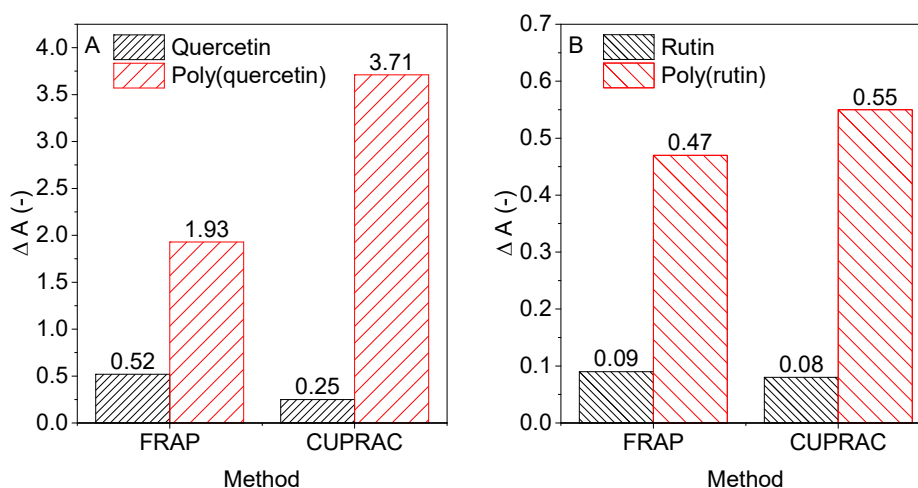 A
Quercetin
Poly(quercetin)
4.0
3.5
3.0
2.5
2.0
1.5
1.0
0.5
0.0
Δ A (-)
0.52
1.93
0.25
3.71
FRAP
CUPRAC
Method
B
Rutin
Poly(rutin)
0.7
0.6
0.5
0.4
0.3
0.2
0.1
0.0
Δ A (-)
0.09
0.47
0.08
0.55
FRAP
CUPRAC
Method